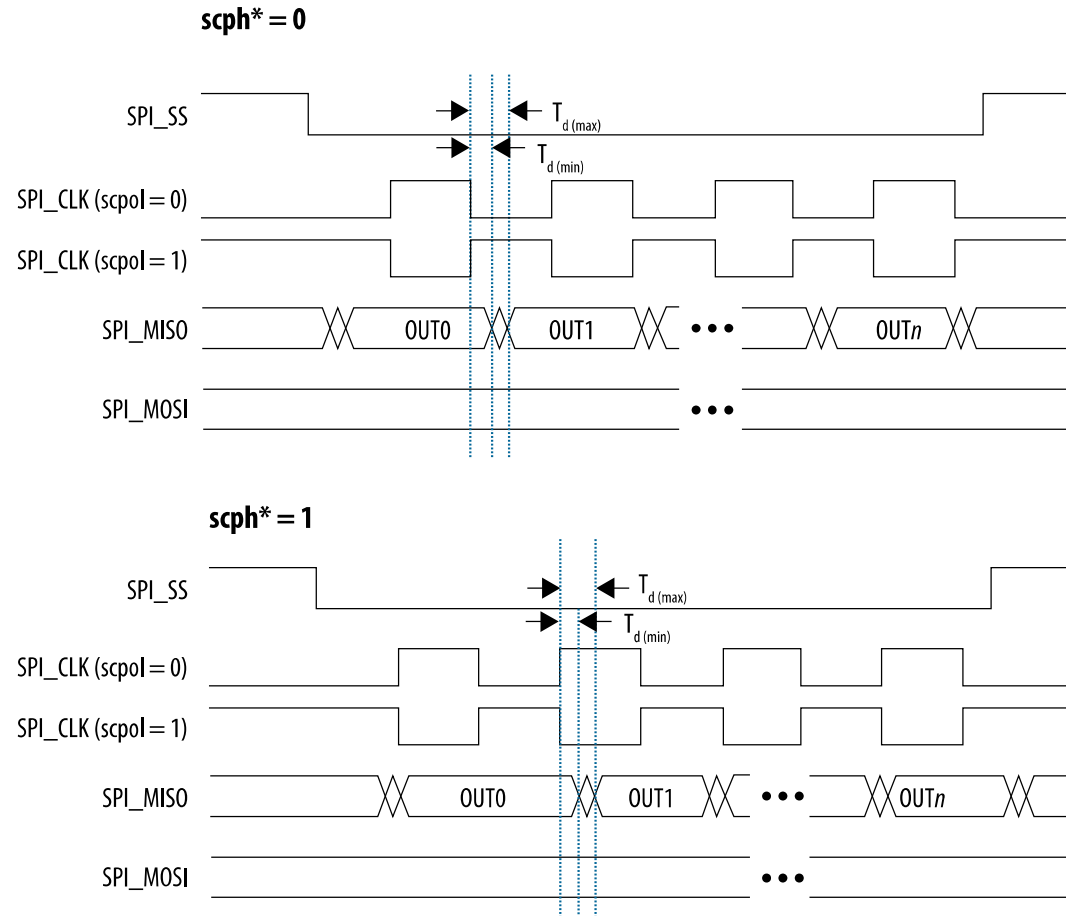 scph* = 0
SPI_SS
T d (max)
T d (min)
SPI_CLK (scpol = 0)
SPI_CLK (scpol = 1)
SPI_MISO OUT0 OUT1 ••• OUTn
SPI_MOSI •••
scph* = 1
SPI_SS
T d (max)
T d (min)
SPI_CLK (scpol = 0)
SPI_CLK (scpol = 1)
SPI_MISO OUT0 OUT1 ••• OUTn
SPI_MOSI •••